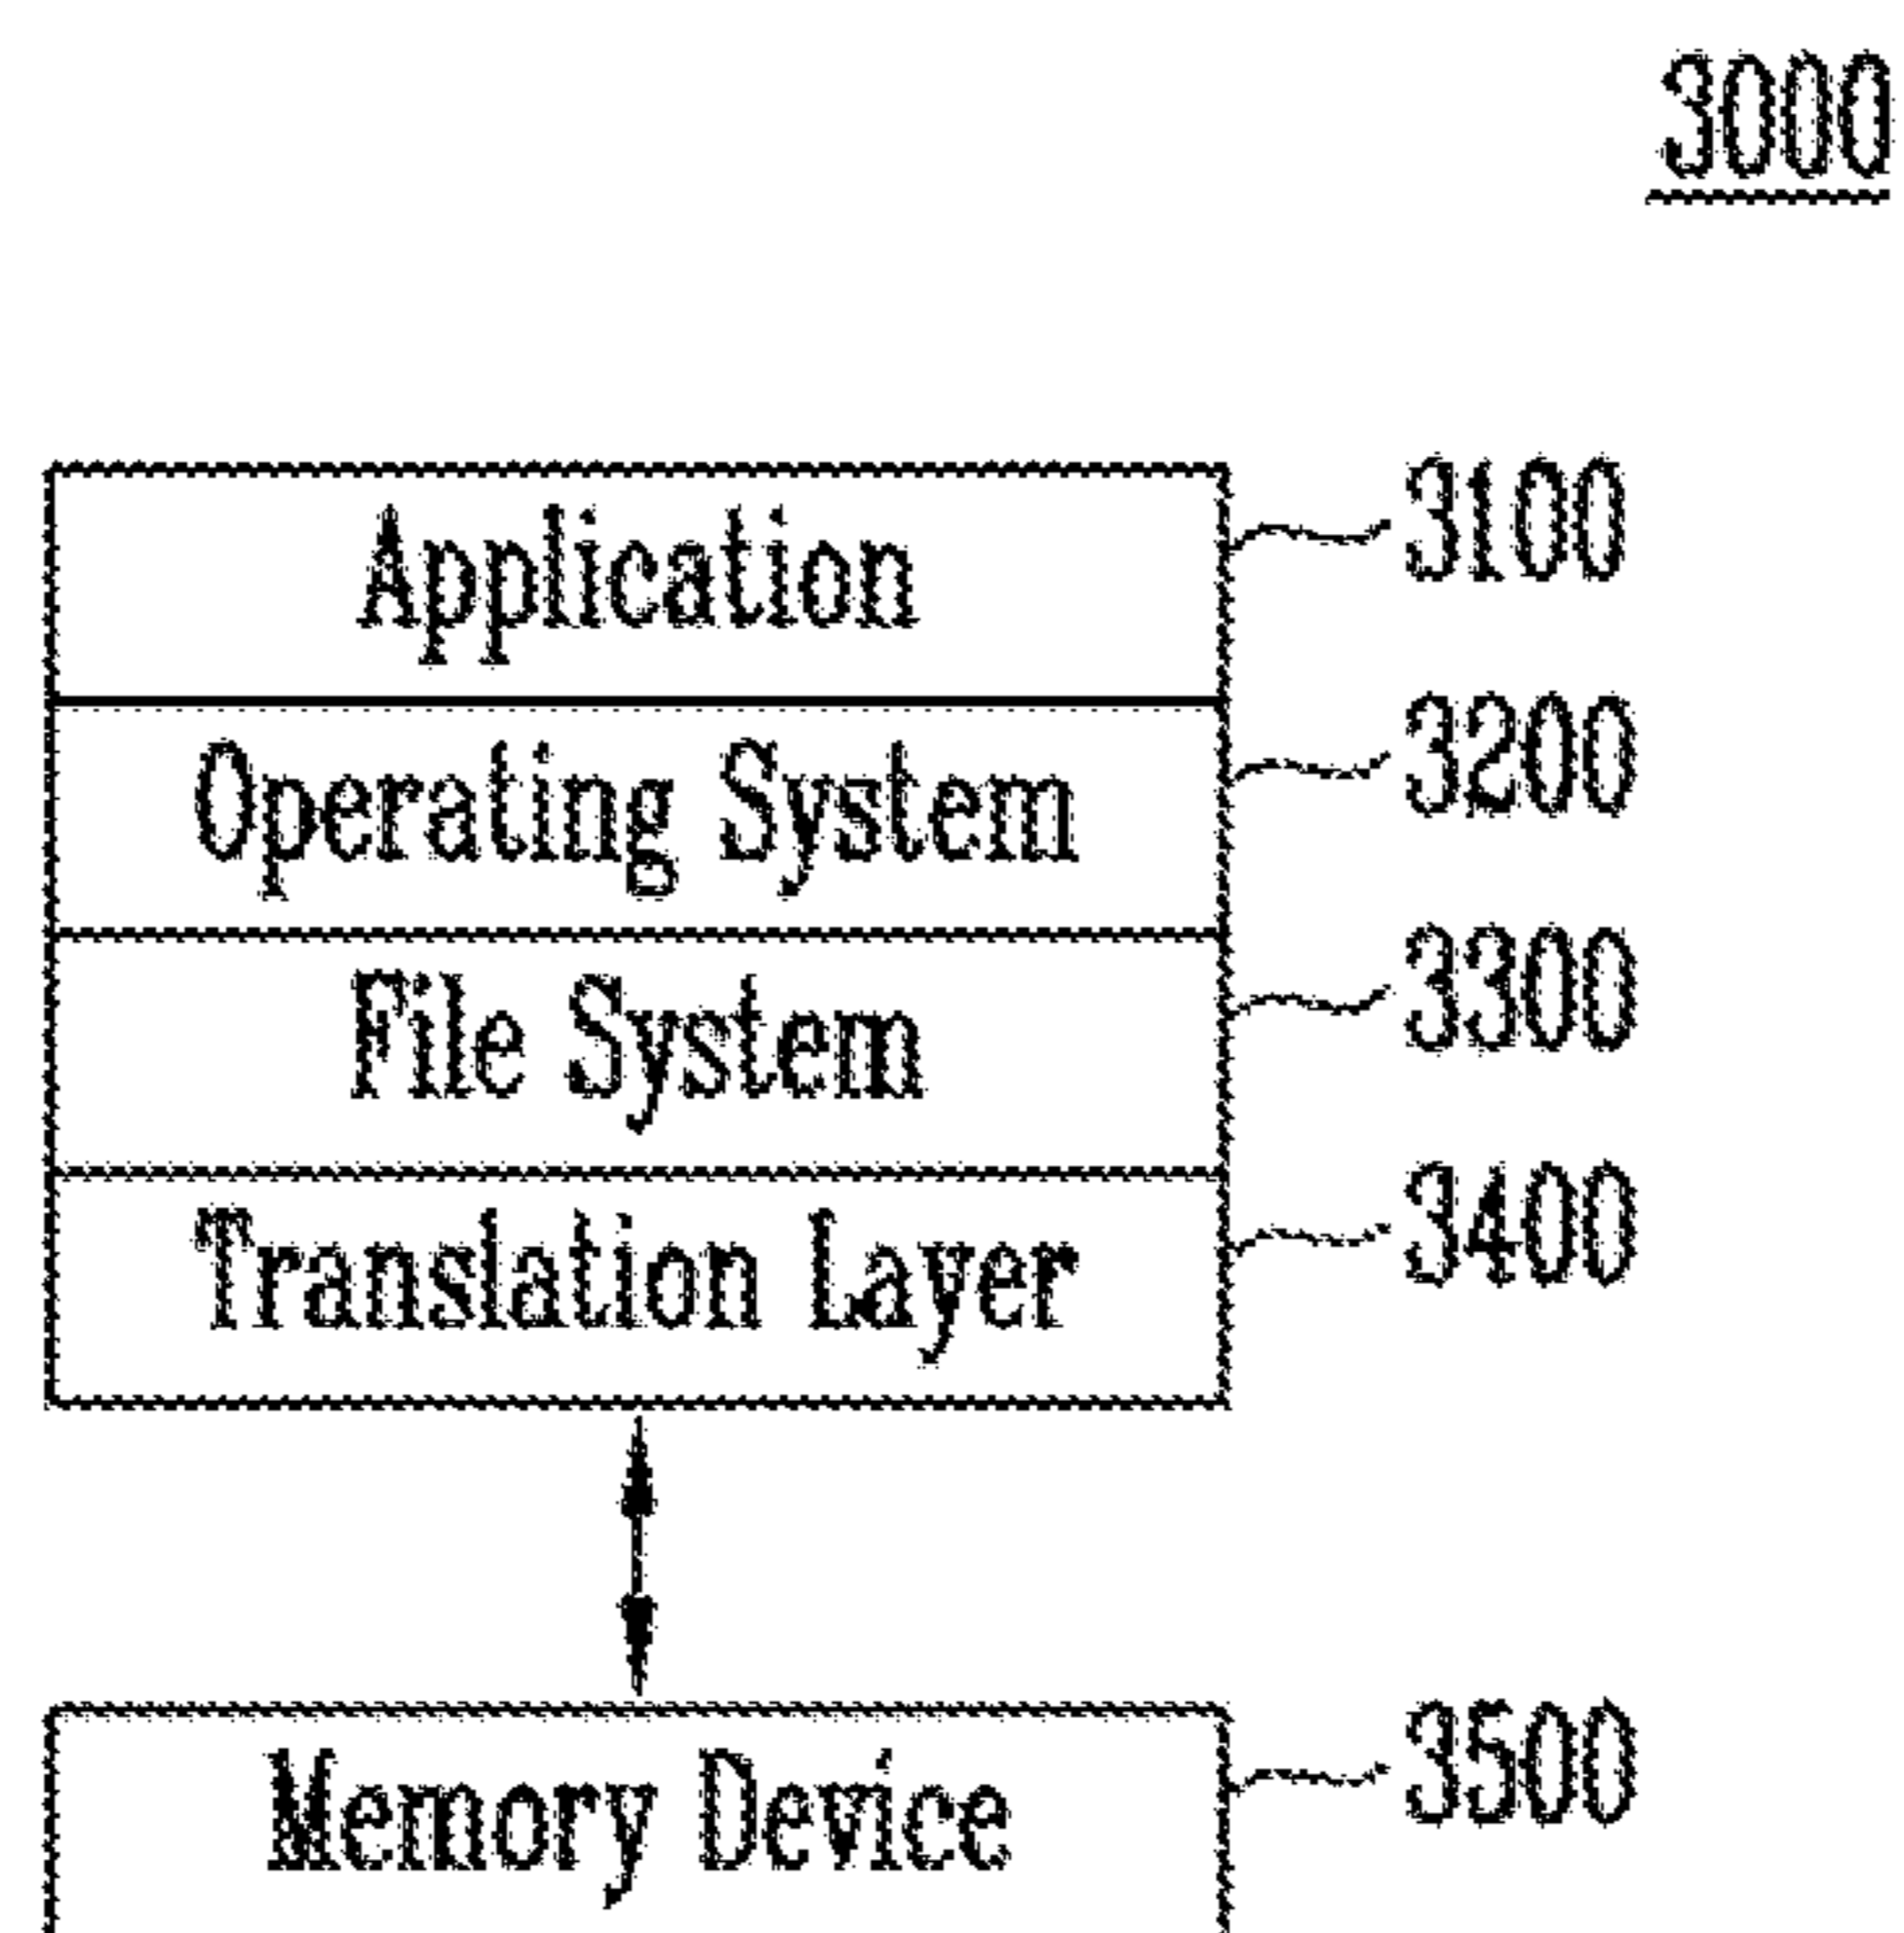 3000
Application 3100
Operating System 3200
File System 3300
Translation Layer 3400
Memory Device 3500